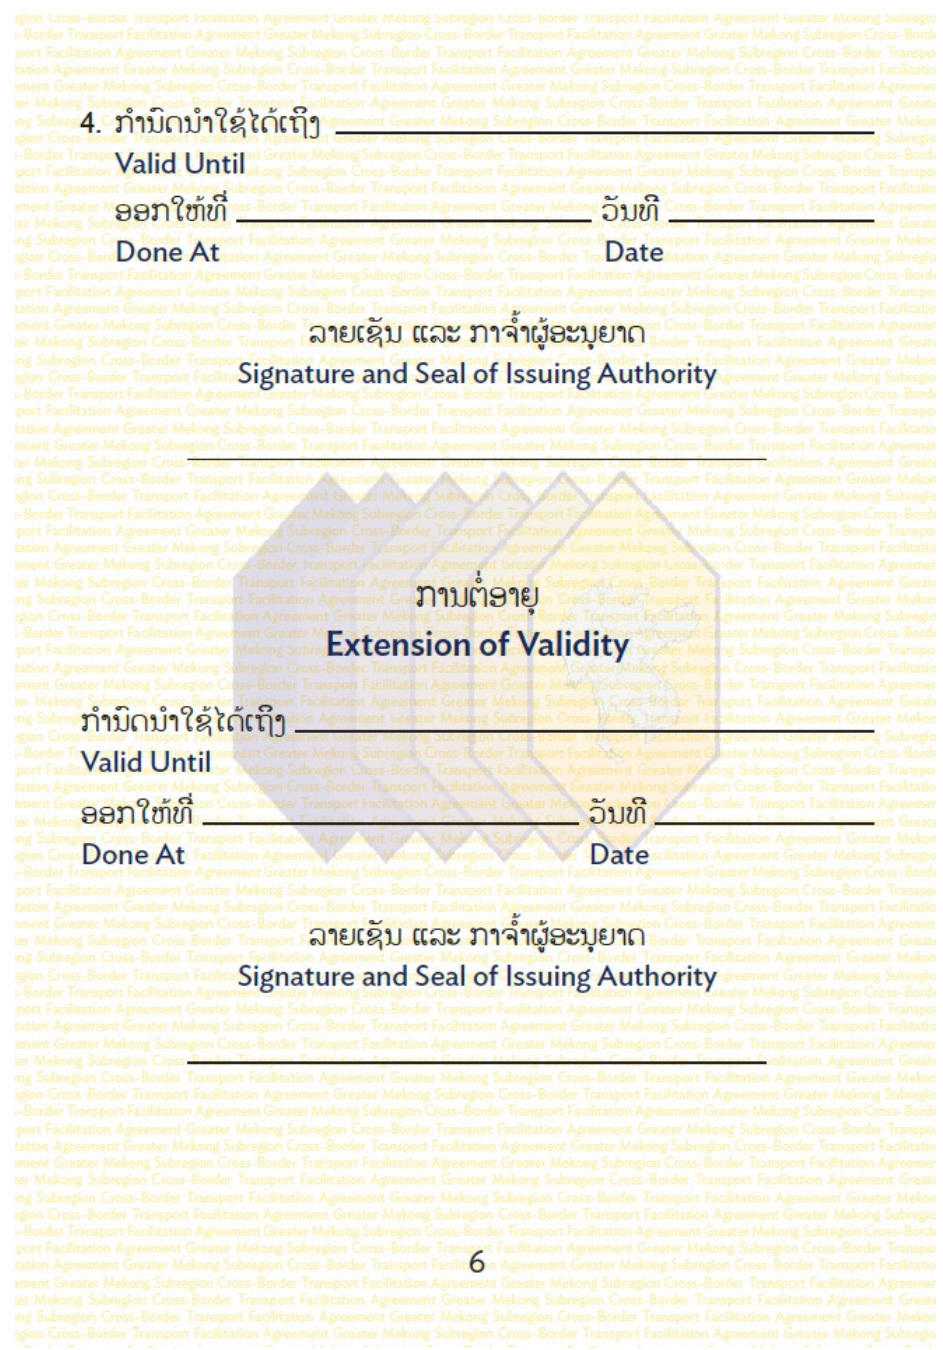 4. ກຳນົດນຳໃຊ້ໄດ້ເຖິງ
Valid Until
ອອກໃຫ້ທີ່ ວັນທີ
Done At Date
ລາຍເຊັນ ແລະ ກາຈ້ຳຜູ້ອະນຸຍາດ
Signature and Seal of Issuing Authority
ການຕໍ່ອາຍຸ
Extension of Validity
ກຳນົດນຳໃຊ້ໄດ້ເຖິງ
Valid Until
ອອກໃຫ້ທີ່ ວັນທີ
Done At Date
ລາຍເຊັນ ແລະ ກາຈ້ຳຜູ້ອະນຸຍາດ
Signature and Seal of Issuing Authority
6